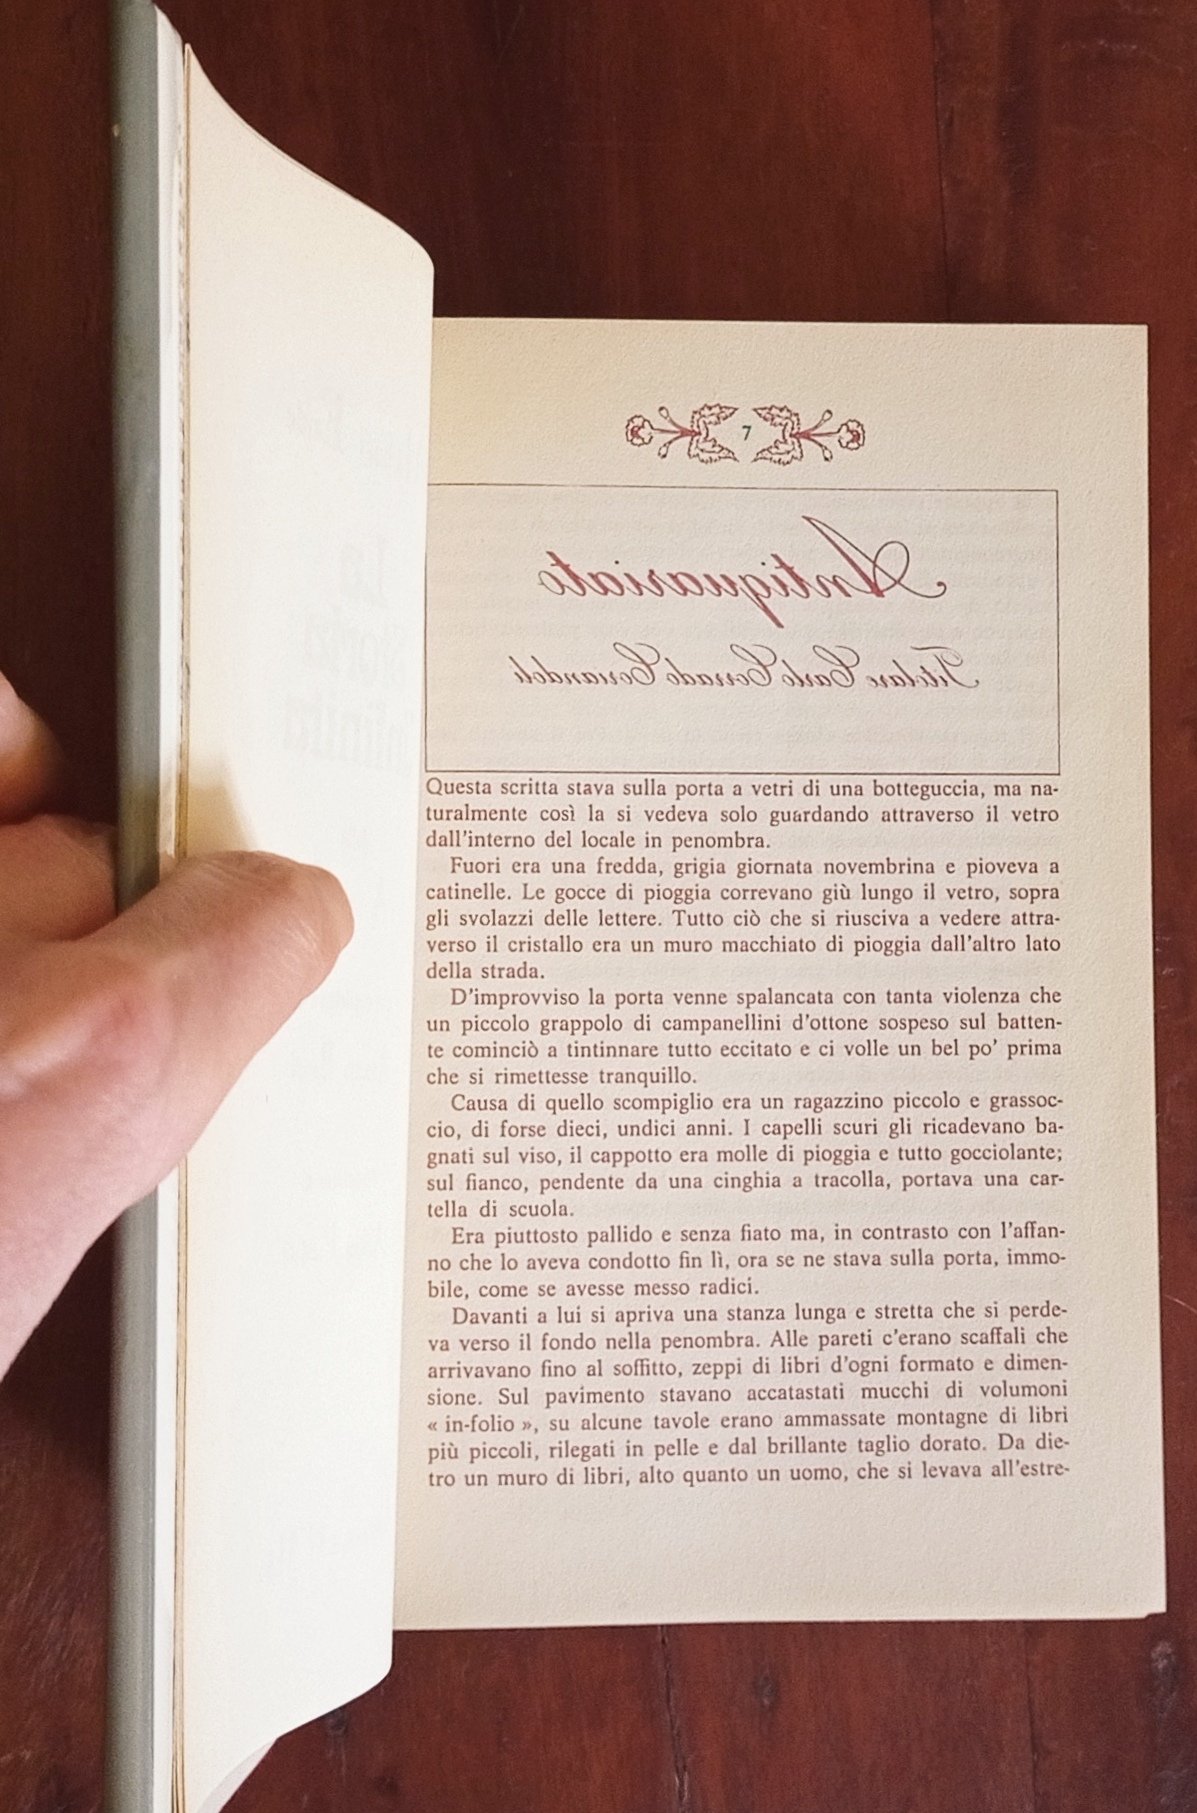 7
Antiquariato
Titolare Carlo Corrado Coriandoli
Questa scritta stava sulla porta a vetri di una botteguccia, ma na-
turalmente così la si vedeva solo guardando attraverso il vetro
dall'interno del locale in penombra.
Fuori era una fredda, grigia giornata novembrina e pioveva a
catinelle. Le gocce di pioggia correvano giù lungo il vetro, sopra
gli svolazzi delle lettere. Tutto ciò che si riusciva a vedere attra-
verso il cristallo era un muro macchiato di pioggia dall'altro lato
della strada.
D'improvviso la porta venne spalancata con tanta violenza che
un piccolo grappolo di campanellini d'ottone sospeso sul batten-
te cominciò a tintinnare tutto eccitato e ci volle un bel po' prima
che si rimettesse tranquillo.
Causa di quello scompiglio era un ragazzino piccolo e grassoc-
cio, di forse dieci, undici anni. I capelli scuri gli ricadevano ba-
gnati sul viso, il cappotto era molle di pioggia e tutto gocciolante;
sul fianco, pendente da una cinghia a tracolla, portava una car-
tella di scuola.
Era piuttosto pallido e senza fiato ma, in contrasto con l'affan-
no che lo aveva condotto fin lì, ora se ne stava sulla porta, immo-
bile, come se avesse messo radici.
Davanti a lui si apriva una stanza lunga e stretta che si perde-
va verso il fondo nella penombra. Alle pareti c'erano scaffali che
arrivavano fino al soffitto, zeppi di libri d'ogni formato e dimen-
sione. Sul pavimento stavano accatastati mucchi di volumoni
« in-folio », su alcune tavole erano ammassate montagne di libri
più piccoli, rilegati in pelle e dal brillante taglio dorato. Da die-
tro un muro di libri, alto quanto un uomo, che si levava all'estre-